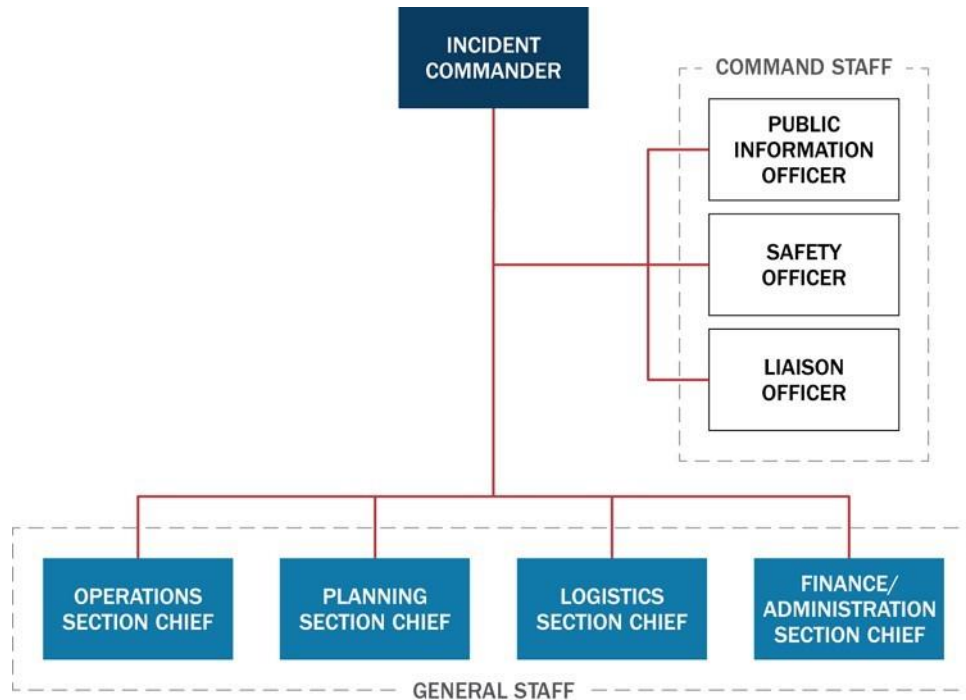 INCIDENT
COMMANDER
COMMAND STAFF
PUBLIC
INFORMATION
OFFICER
SAFETY
OFFICER
LIAISON
OFFICER
OPERATIONS
SECTION CHIEF
PLANNING
SECTION CHIEF
LOGISTICS
SECTION CHIEF
FINANCE/
ADMINISTRATION
SECTION CHIEF
GENERAL STAFF